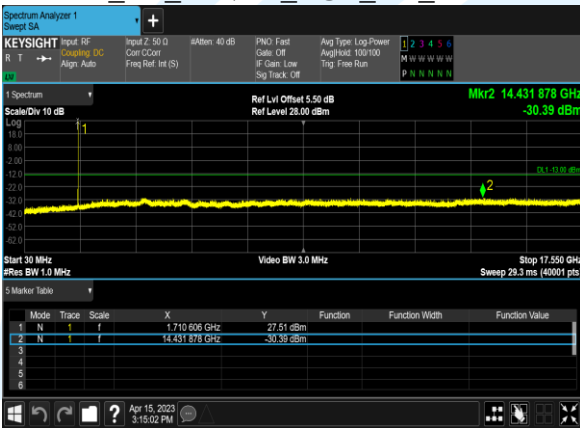 Spectrum Analyzer 1
Swept SA
+
KEYSIGHT Input: RF Input Z: 50 Ω #Atten: 40 dB PNO: Fast Avg Type: Log-Power 1 2 3 4 5 6
R T Coupling: DC Corr CCorr Gate: Off Avg|Hold: 100/100 M W W W W W
Align: Auto Freq Ref: Int (S) IF Gain: Low Trig: Free Run
LV Sig Track: Off P N N N N N
1 Spectrum Ref Lvl Offset 5.50 dB Mkr2 14.431 878 GHz
Scale/Div 10 dB Ref Level 28.00 dBm -30.39 dBm
Log
18.0 1
8.00
-2.00
-12.0 DL1 -13.00 dBm
-22.0 2
-32.0
-42.0
-52.0
-62.0
Start 30 MHz Video BW 3.0 MHz Stop 17.550 GHz
#Res BW 1.0 MHz Sweep 29.3 ms (40001 pts
5 Marker Table
Mode Trace Scale X Y Function Function Width Function Value
1 N 1 f 1.710 606 GHz 27.51 dBm
2 N 1 f 14.431 878 GHz -30.39 dBm
3
4
5
6
? Apr 15, 2023
3:15:02 PM